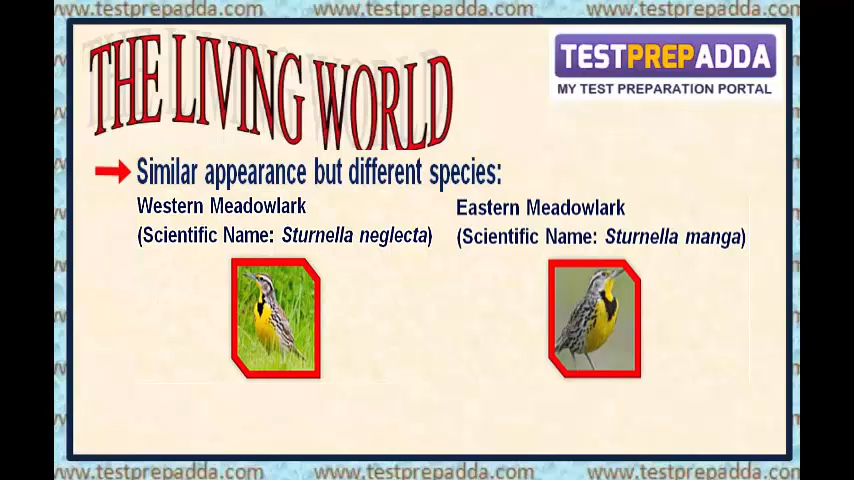 www.testprepadda.com www.testprepadda.com www.testprepadda.com
THE LIVING WORLD
TESTPREPADDA
MY TEST PREPARATION PORTAL
Similar appearance but different species:
Western Meadowlark
(Scientific Name: Sturnella neglecta)
Eastern Meadowlark
(Scientific Name: Sturnella manga)
www.testprepadda.com www.testprepadda.com www.testprepadda.com